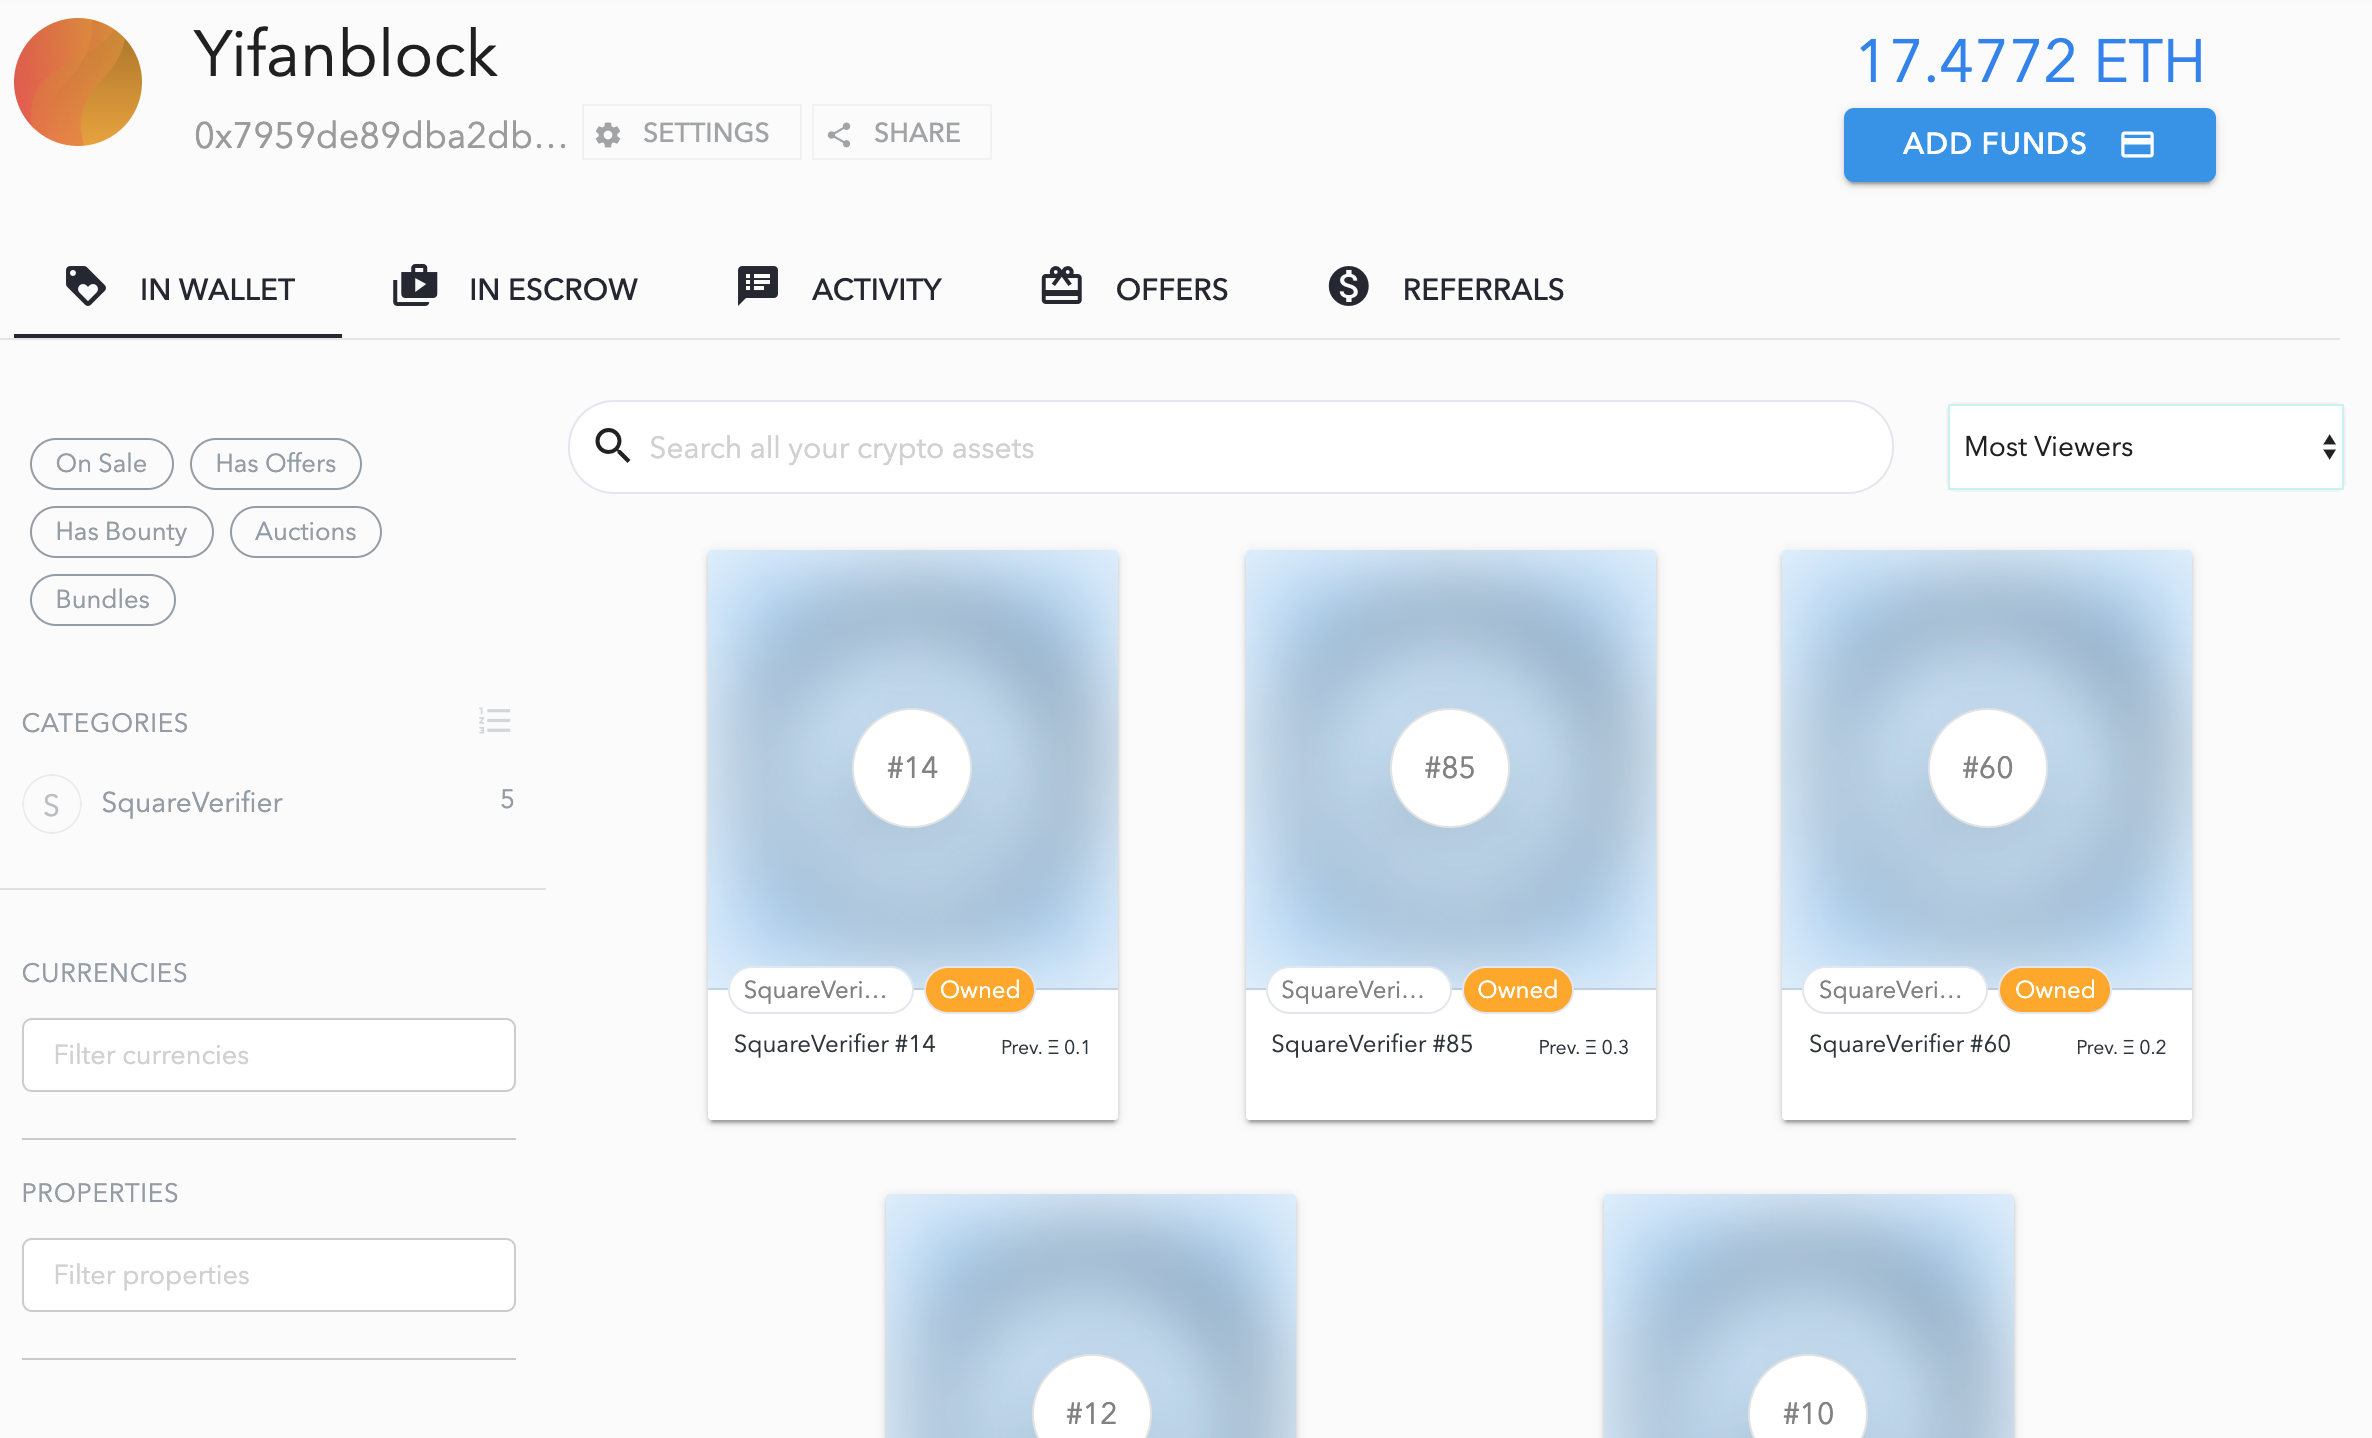 Yifanblock
17.4772 ETH
0x7959de89dba2db...
SETTINGS
SHARE
ADD FUNDS
IN WALLET
IN ESCROW
ACTIVITY
OFFERS
REFERRALS
Search all your crypto assets
Most Viewers
On Sale
Has Offers
Has Bounty
Auctions
Bundles
CATEGORIES
S
SquareVerifier
5
CURRENCIES
Filter currencies
PROPERTIES
Filter properties
#14
SquareVeri...
Owned
SquareVerifier #14
Prev. Ξ 0.1
#85
SquareVeri...
Owned
SquareVerifier #85
Prev. Ξ 0.3
#60
SquareVeri...
Owned
SquareVerifier #60
Prev. Ξ 0.2
#12
#10